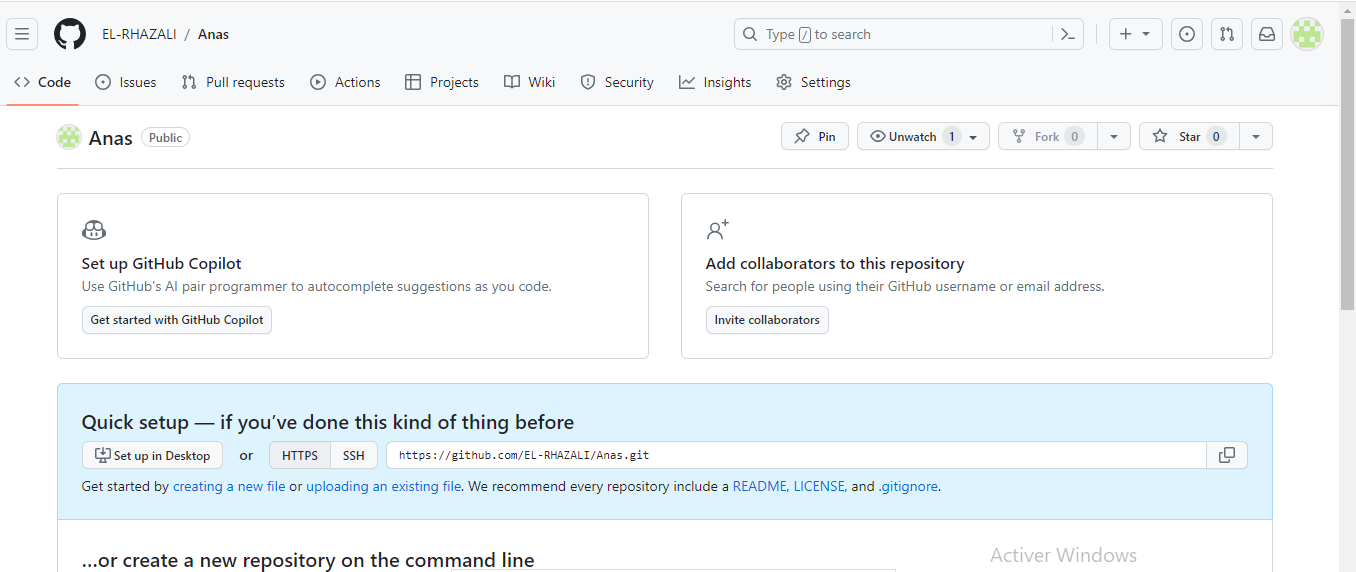 EL-RHAZALI / Anas
Type / to search
Code Issues Pull requests Actions Projects Wiki Security Insights Settings
Anas Public
Pin Unwatch 1 Fork 0 Star 0
Set up GitHub Copilot
Use GitHub's AI pair programmer to autocomplete suggestions as you code.
Get started with GitHub Copilot
Add collaborators to this repository
Search for people using their GitHub username or email address.
Invite collaborators
Quick setup — if you’ve done this kind of thing before
Set up in Desktop or HTTPS SSH https://github.com/EL-RHAZALI/Anas.git
Get started by creating a new file or uploading an existing file. We recommend every repository include a README, LICENSE, and .gitignore.
…or create a new repository on the command line
Activer Windows